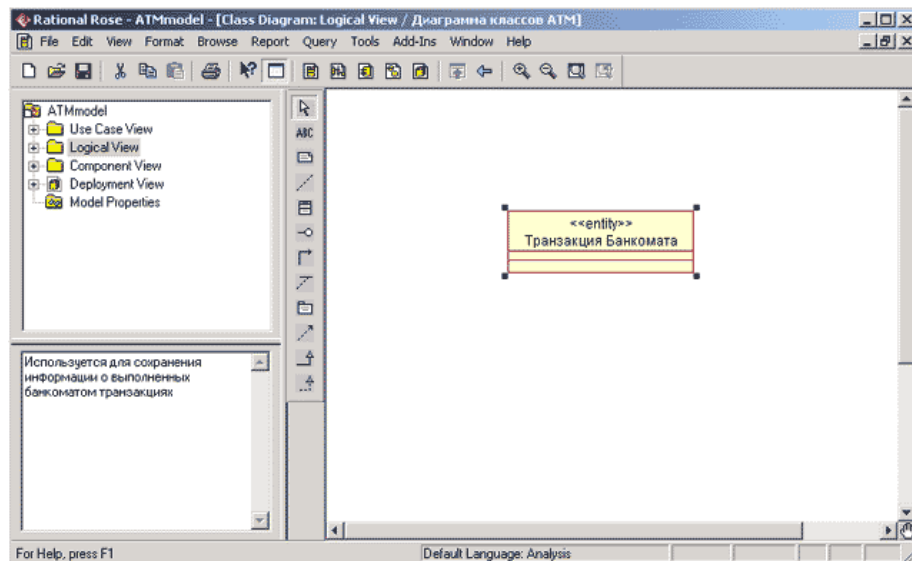 Rational Rose - ATMmodel - [Class Diagram: Logical View / Диаграмма классов ATM]
File Edit View Format Browse Report Query Tools Add-Ins Window Help
ATMmodel
Use Case View
Logical View
Component View
Deployment View
Model Properties
ABC
<<entity>>
Транзакция Банкомата
Используется для сохранения
информации о выполненных
банкоматом транзакциях
For Help, press F1
Default Language: Analysis